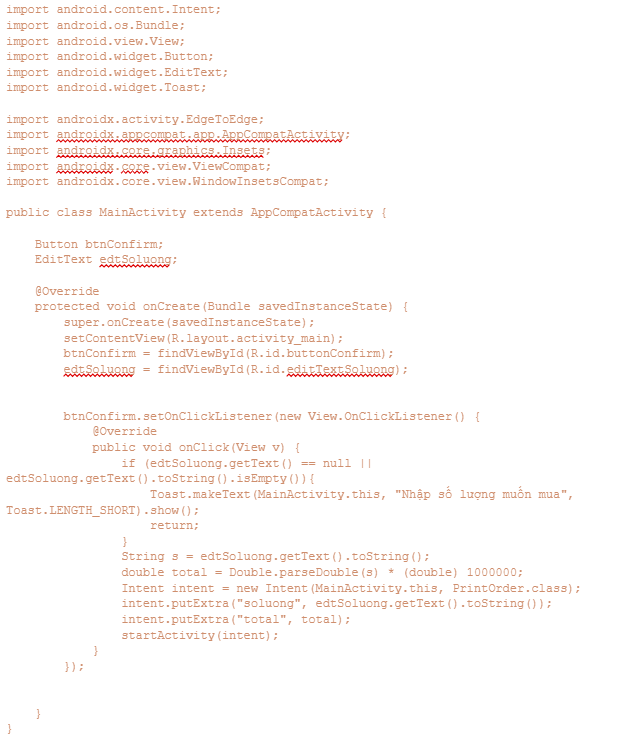 import android.content.Intent;
import android.os.Bundle;
import android.view.View;
import android.widget.Button;
import android.widget.EditText;
import android.widget.Toast;
import androidx.activity.EdgeToEdge;
import androidx.appcompat.app.AppCompatActivity;
import androidx.core.graphics.Insets;
import androidx.core.view.ViewCompat;
import androidx.core.view.WindowInsetsCompat;
public class MainActivity extends AppCompatActivity {
Button btnConfirm;
EditText edtSoluong;
@Override
protected void onCreate(Bundle savedInstanceState) {
super.onCreate(savedInstanceState);
setContentView(R.layout.activity_main);
btnConfirm = findViewById(R.id.buttonConfirm);
edtSoluong = findViewById(R.id.editTextSoluong);
btnConfirm.setOnClickListener(new View.OnClickListener() {
@Override
public void onClick(View v) {
if (edtSoluong.getText() == null ||
edtSoluong.getText().toString().isEmpty()){
Toast.makeText(MainActivity.this, "Nhập số lượng muốn mua",
Toast.LENGTH_SHORT).show();
return;
}
String s = edtSoluong.getText().toString();
double total = Double.parseDouble(s) * (double) 1000000;
Intent intent = new Intent(MainActivity.this, PrintOrder.class);
intent.putExtra("soluong", edtSoluong.getText().toString());
intent.putExtra("total", total);
startActivity(intent);
}
});
}
}